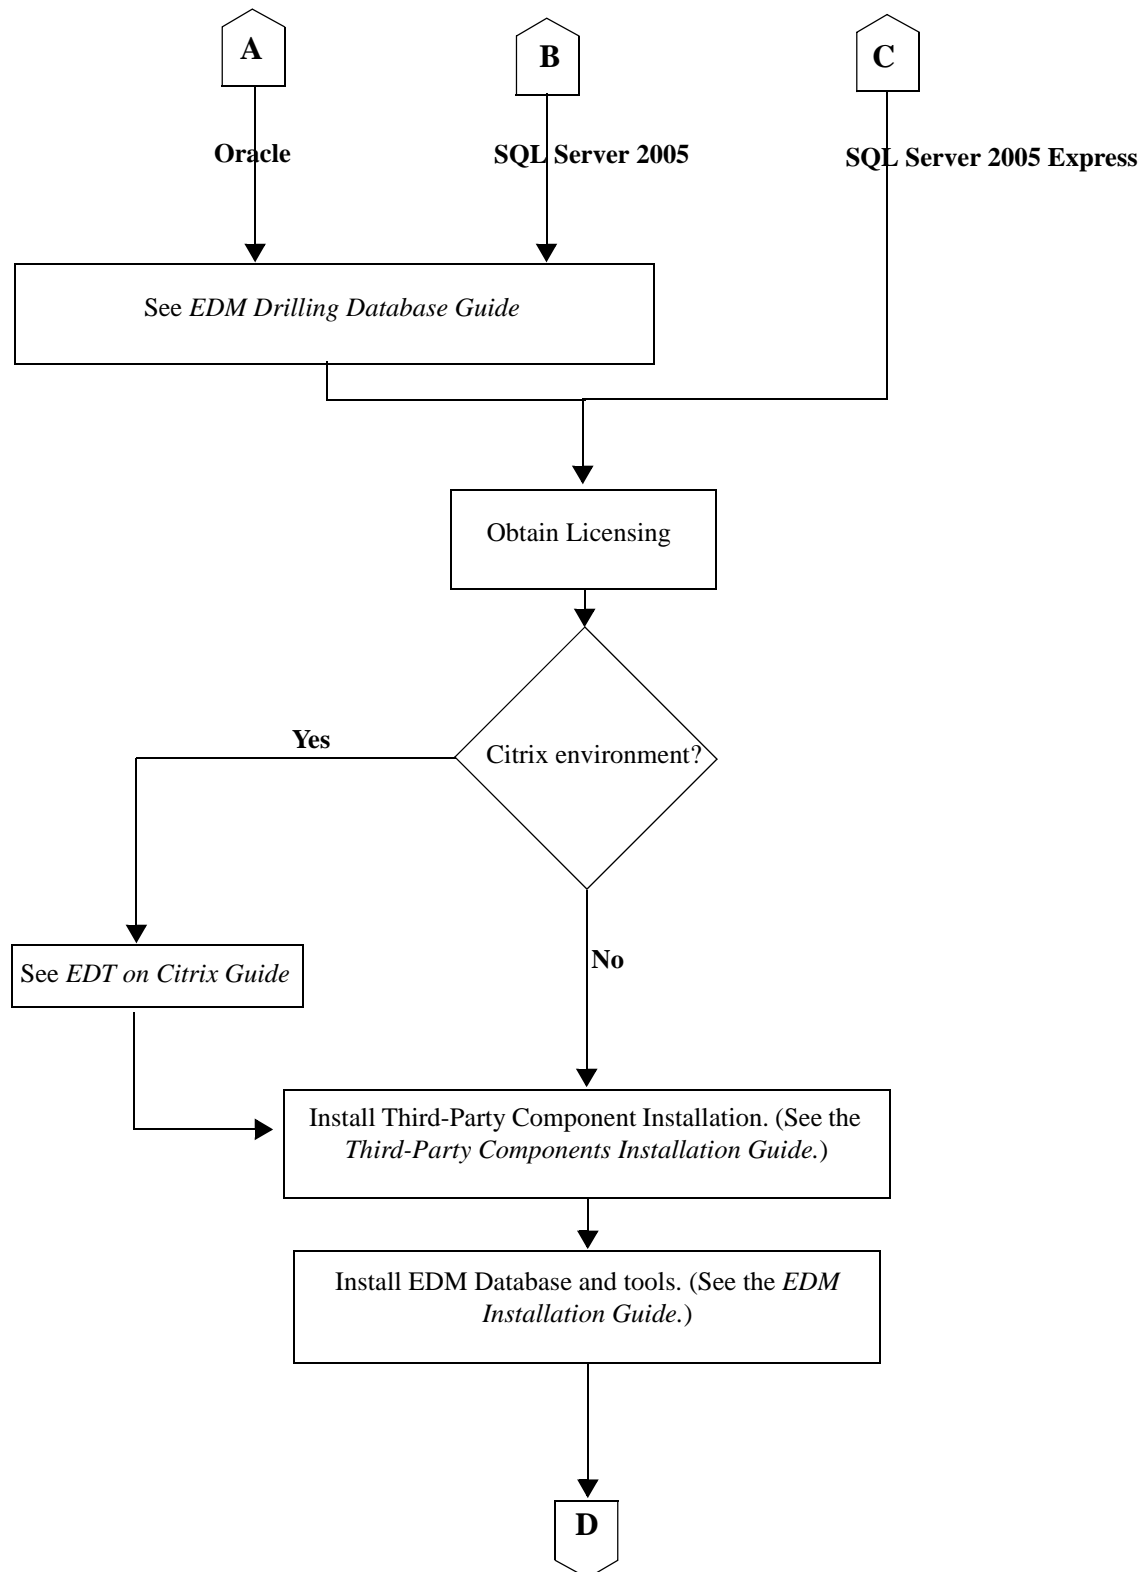 A
B
C
Oracle
SQL Server 2005
SQL Server 2005 Express
See EDM Drilling Database Guide
Obtain Licensing
Citrix environment?
Yes
No
See EDT on Citrix Guide
Install Third-Party Component Installation. (See the
Third-Party Components Installation Guide.)
Install EDM Database and tools. (See the EDM
Installation Guide.)
D